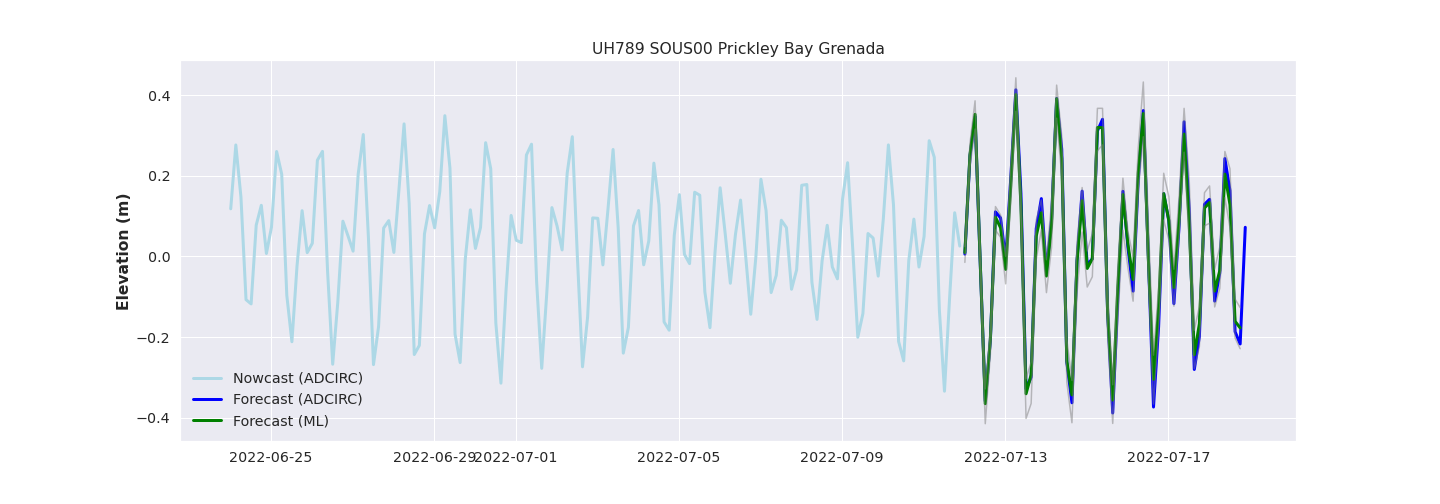 UH789 SOUS00 Prickley Bay Grenada
Elevation (m)
0.4
0.2
0.0
−0.2
−0.4
Nowcast (ADCIRC)
Forecast (ADCIRC)
Forecast (ML)
2022-06-25 2022-06-29 2022-07-01 2022-07-05 2022-07-09 2022-07-13 2022-07-17